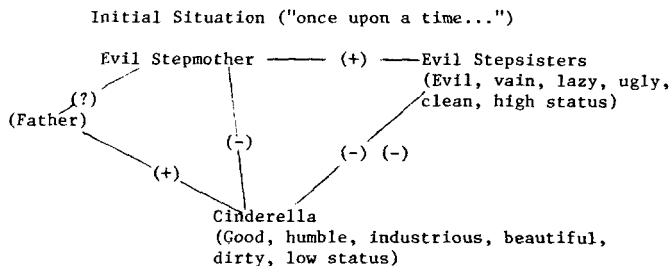 Initial Situation ("once upon a time...")
Evil Stepmother (+) Evil Stepsisters
(Evil, vain, lazy, ugly,
(?) clean, high status)
(Father)
(-) (-) (-)
(+)
Cinderella
(Good, humble, industrious, beautiful,
dirty, low status)